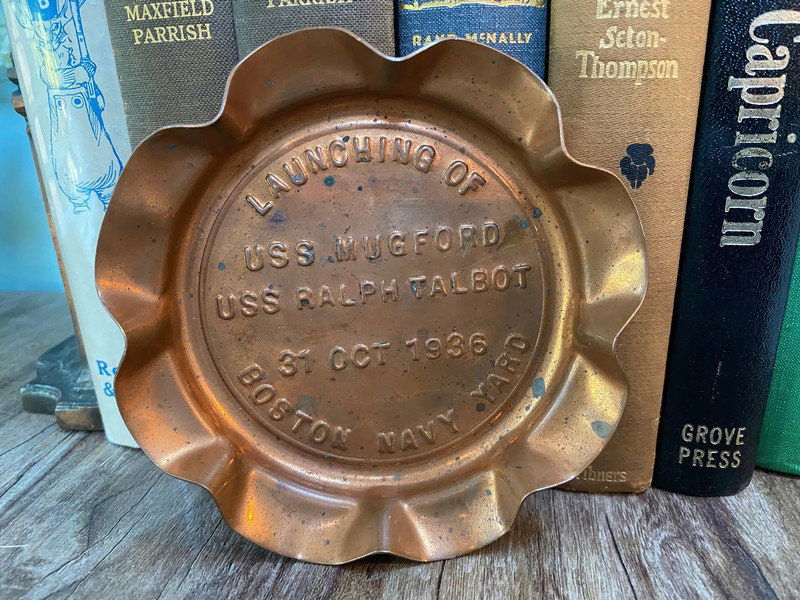 MAXFIELD
PARRISH
PARRISH
RAND McNALLY
Ernest
Seton-
Thompson
Capricorn
GROVE
PRESS
LAUNCHING OF
USS MUGFORD
USS RALPH TALBOT
31 OCT 1936
BOSTON NAVY YARD